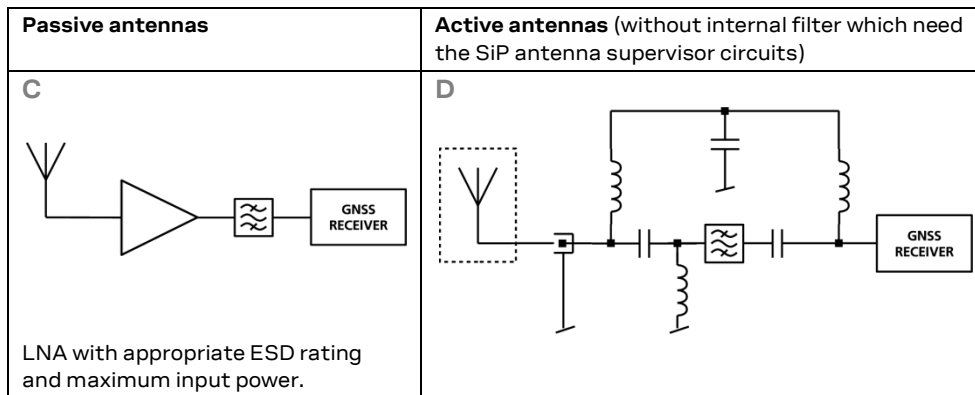 Passive antennas
Active antennas (without internal filter which need
the SiP antenna supervisor circuits)
C
GNSS
RECEIVER
LNA with appropriate ESD rating
and maximum input power.
D
GNSS
RECEIVER